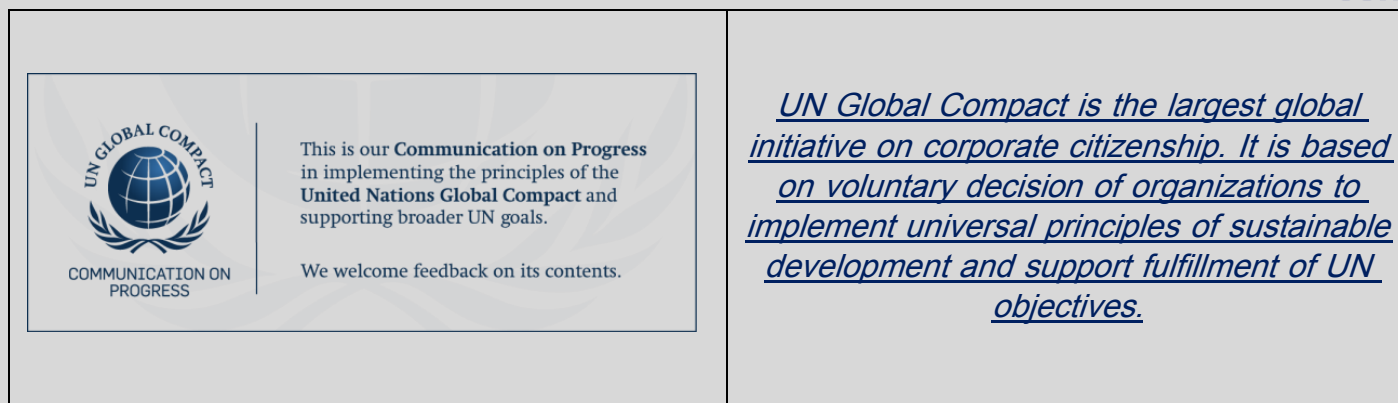 UN GLOBAL COMPACT
COMMUNICATION ON
PROGRESS
This is our Communication on Progress
in implementing the principles of the
United Nations Global Compact and
supporting broader UN goals.
We welcome feedback on its contents.
UN Global Compact is the largest global
initiative on corporate citizenship. It is based
on voluntary decision of organizations to
implement universal principles of sustainable
development and support fulfillment of UN
objectives.